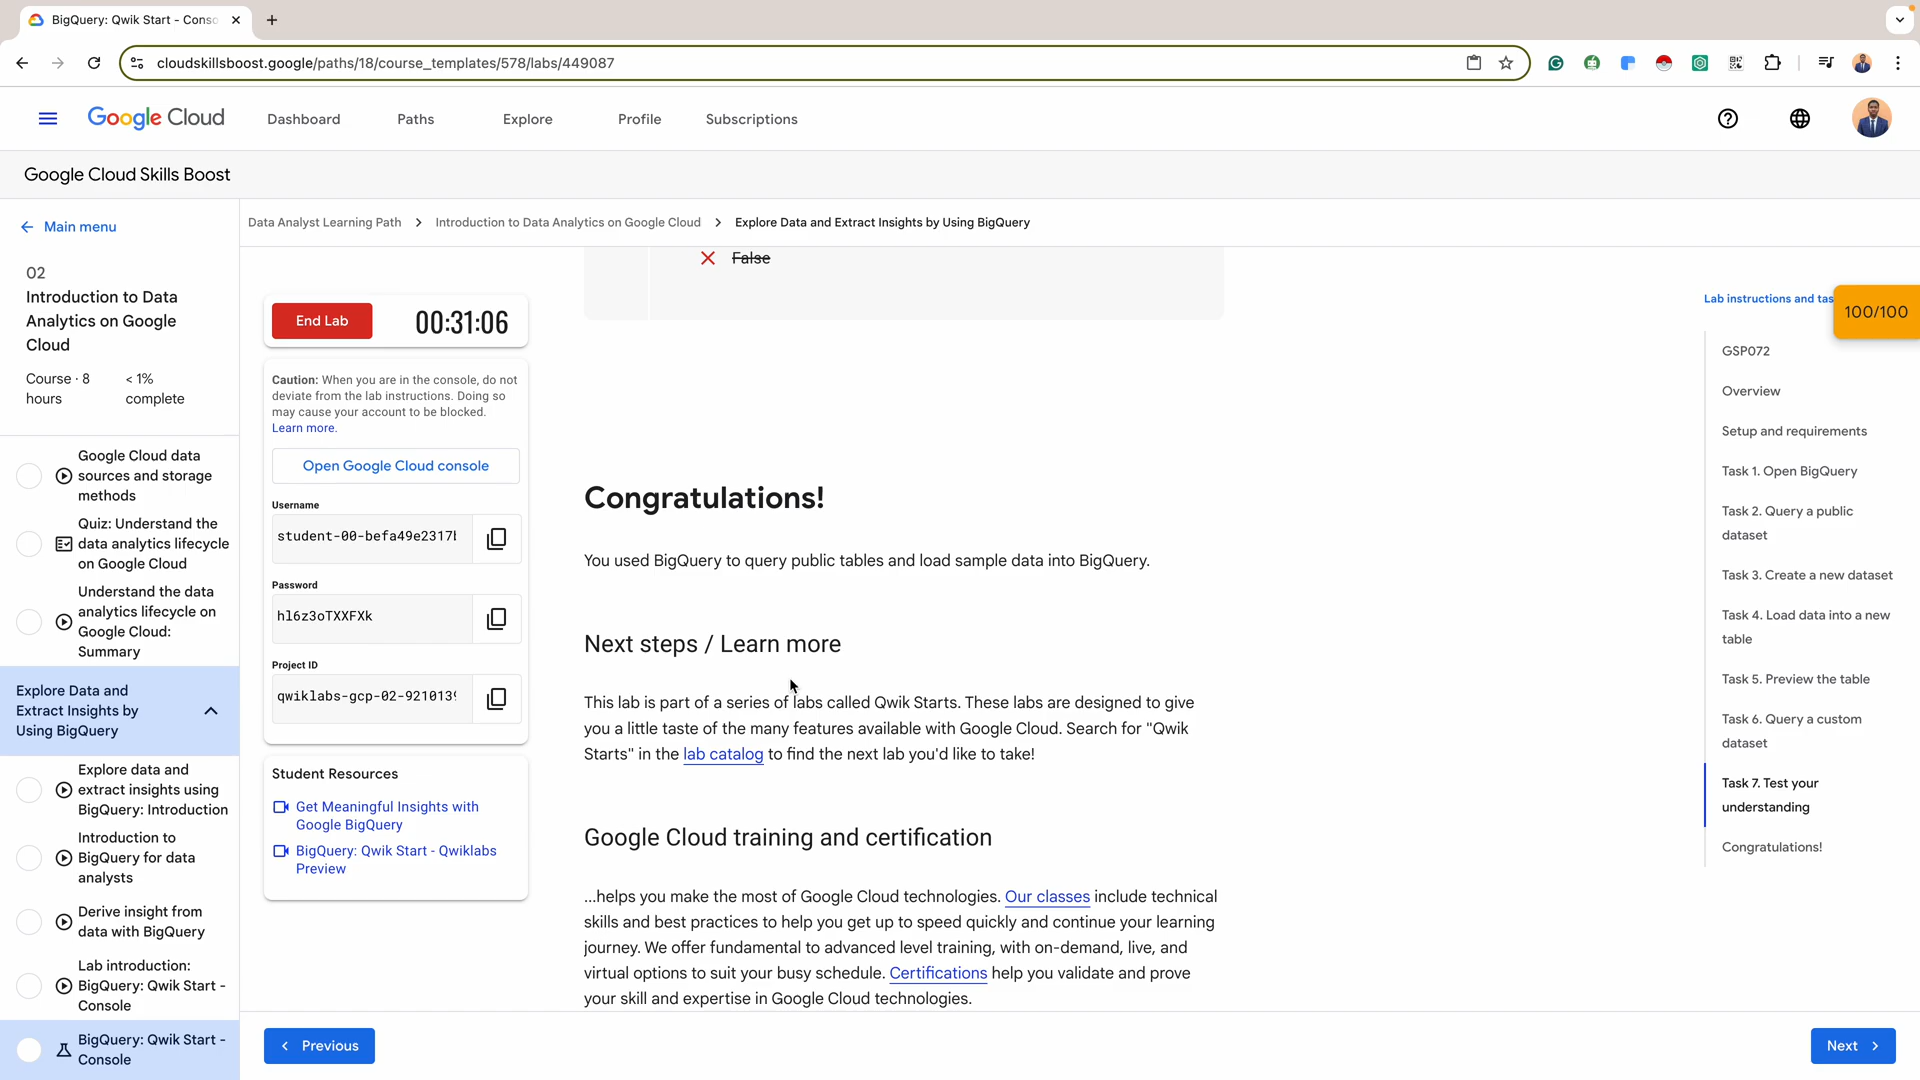 BigQuery: Qwik Start - Conso
cloudskillsboost.google/paths/18/course_templates/578/labs/449087
Google Cloud
Dashboard
Paths
Explore
Profile
Subscriptions
Google Cloud Skills Boost
Main menu
02
Introduction to Data
Analytics on Google
Cloud
Course · 8
hours
< 1%
complete
Google Cloud data
sources and storage
methods
Quiz: Understand the
data analytics lifecycle
on Google Cloud
Understand the data
analytics lifecycle on
Google Cloud:
Summary
Explore Data and
Extract Insights by
Using BigQuery
Explore data and
extract insights using
BigQuery: Introduction
Introduction to
BigQuery for data
analysts
Derive insight from
data with BigQuery
Lab introduction:
BigQuery: Qwik Start -
Console
BigQuery: Qwik Start -
Console
Data Analyst Learning Path
Introduction to Data Analytics on Google Cloud
Explore Data and Extract Insights by Using BigQuery
End Lab
00:31:06
Caution: When you are in the console, do not
deviate from the lab instructions. Doing so
may cause your account to be blocked.
Learn more.
Open Google Cloud console
Username
student-00-befa49e2317b
Password
hl6z3oTXXFXk
Project ID
qwiklabs-gcp-02-9210139
Student Resources
Get Meaningful Insights with
Google BigQuery
BigQuery: Qwik Start - Qwiklabs
Preview
False
Congratulations!
You used BigQuery to query public tables and load sample data into BigQuery.
Next steps / Learn more
This lab is part of a series of labs called Qwik Starts. These labs are designed to give
you a little taste of the many features available with Google Cloud. Search for "Qwik
Starts" in the lab catalog to find the next lab you'd like to take!
Google Cloud training and certification
...helps you make the most of Google Cloud technologies. Our classes include technical
skills and best practices to help you get up to speed quickly and continue your learning
journey. We offer fundamental to advanced level training, with on-demand, live, and
virtual options to suit your busy schedule. Certifications help you validate and prove
your skill and expertise in Google Cloud technologies.
Lab instructions and tas
100/100
GSP072
Overview
Setup and requirements
Task 1. Open BigQuery
Task 2. Query a public
dataset
Task 3. Create a new dataset
Task 4. Load data into a new
table
Task 5. Preview the table
Task 6. Query a custom
dataset
Task 7. Test your
understanding
Congratulations!
Previous
Next